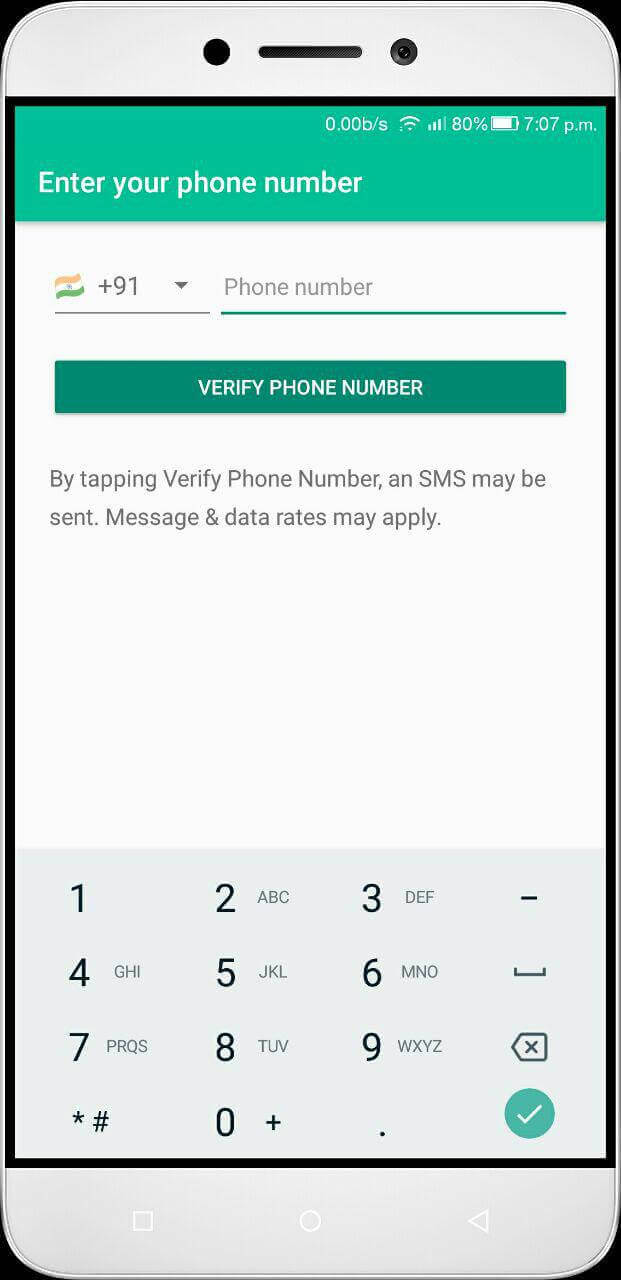 0.00b/s 80% 7:07 p.m.
Enter your phone number
+91 Phone number
VERIFY PHONE NUMBER
By tapping Verify Phone Number, an SMS may be
sent. Message & data rates may apply.
1 2 ABC 3 DEF -
4 GHI 5 JKL 6 MNO
7 PRQS 8 TUV 9 WXYZ
* # 0 + .